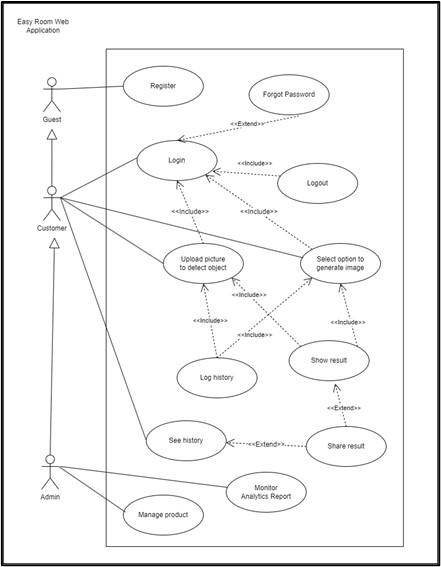 Easy Room Web
Application
Register
Forgot Password
Guest
<<Extend>>
Login
<<Include>>
Logout
Customer
<<Include>>
<<Include>>
Upload picture
to detect object
Select option to
generate image
<<Include>>
<<Include>>
<<Include>>
Show result
Log history
<<Extend>>
See history
<<Extend>>
Share result
Admin
Monitor
Analytics Report
Manage product